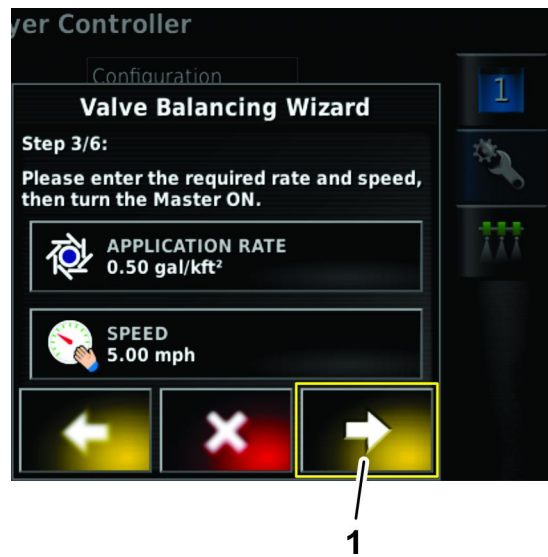 yer Controller
Configuration
1
Valve Balancing Wizard
Step 3/6:
Please enter the required rate and speed,
then turn the Master ON.
APPLICATION RATE
0.50 gal/kft²
SPEED
5.00 mph
1